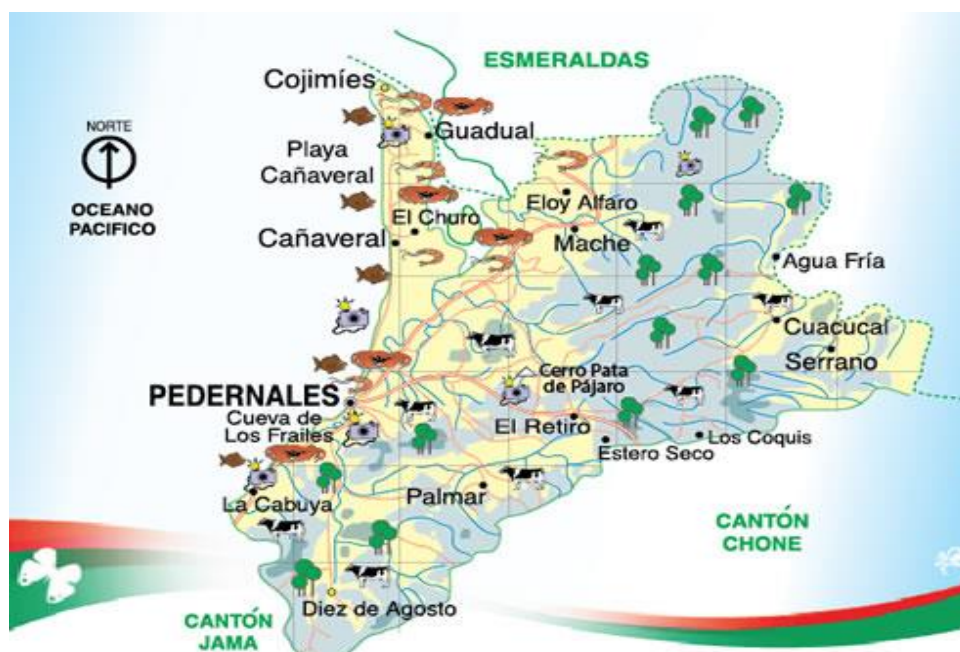 ESMERALDAS
Cojimíes
NORTE
Guadual
Playa
Cañaveral
OCEANO
PACIFICO
El Churo
Eloy Alfaro
Cañaveral
Mache
Agua Fría
Cuacucal
Serrano
Cerro Pata
de Pájaro
PEDERNALES
Cueva de
Los Frailes
El Retiro
Los Coquis
Estero Seco
La Cabuya
Palmar
CANTÓN
CHONE
Diez de Agosto
CANTÓN
JAMA